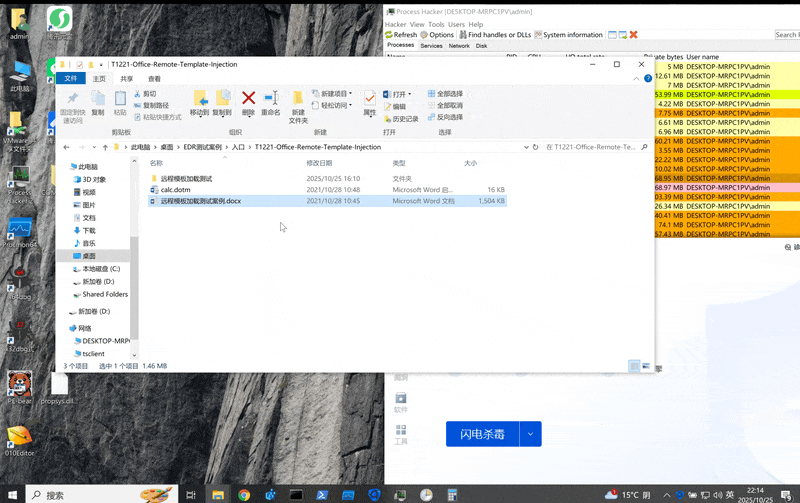 admin
此电脑
T1221-Office-Remote-Template-Injection
文件
主页
共享
查看
固定到快速访问
复制
粘贴
剪切
复制路径
粘贴快捷方式
剪贴板
移动到
复制到
删除
重命名
组织
新建文件夹
新建项目
轻松访问
新建
属性
打开
编辑
历史记录
打开
全部选择
全部取消
反向选择
选择
此电脑 › 桌面 › EDR测试案例 › 入口 › T1221-Office-Remote-Template-Injection
在 T1221-Office-Remote-Te...
名称 修改日期 类型 大小
远程模板加载测试 2025/10/25 16:10 文件夹
calc.dotm 2021/10/28 10:48 Microsoft Word 启... 16 KB
远程模板加载测试案例.docx 2021/10/28 10:45 Microsoft Word 文档 1,504 KB
此电脑
3D 对象
视频
图片
文档
下载
音乐
桌面
本地磁盘 (C:)
新加卷 (D:)
Shared Folders
新加卷 (D:)
网络
DESKTOP-MRPC
tsclient
3 个项目 选中 1 个项目 1.46 MB
Process Hacker [DESKTOP-MRPC1PV\admin]
Hacker View Tools Users Help
Refresh Options Find handles or DLLs System information
Search P
Processes Services Network Disk
Private bytes User name
5 MB DESKTOP-MRPC1PV\admin
12.61 MB DESKTOP-MRPC1PV\admin
7 MB DESKTOP-MRPC1PV\admin
53.99 MB DESKTOP-MRPC1PV\admin
4.22 MB DESKTOP-MRPC1PV\admin
7.75 MB DESKTOP-MRPC1PV\admin
6.61 MB DESKTOP-MRPC1PV\admin
6.96 MB DESKTOP-MRPC1PV\admin
60.21 MB DESKTOP-MRPC1PV\admin
22.22 MB DESKTOP-MRPC1PV\admin
10.02 MB DESKTOP-MRPC1PV\admin
68.95 MB DESKTOP-MRPC1PV\admin
68.97 MB DESKTOP-MRPC1PV\admin
03.39 MB DESKTOP-MRPC1PV\admin
26.34 MB DESKTOP-MRPC1PV\admin
40.41 MB DESKTOP-MRPC1PV\admin
74.1 MB DESKTOP-MRPC1PV\admin
57.43 MB DESKTOP-MRPC1PV\admin
软件
工具
闪电杀毒
PE-bear
propsys.dll
010Editor
搜索
15°C 阴
英
22:14
2025/10/25